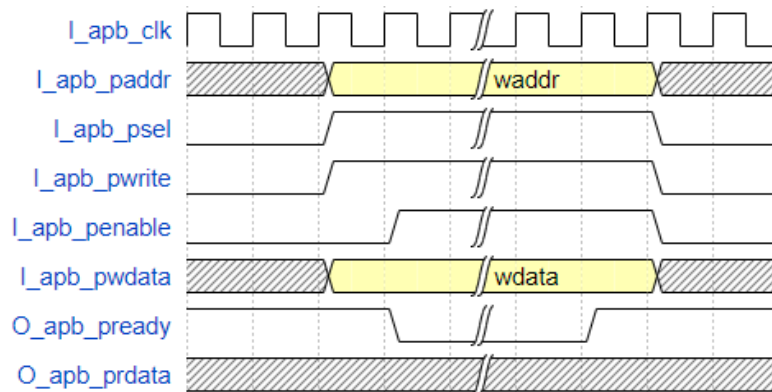 I_apb_clk
I_apb_paddr
waddr
I_apb_psel
I_apb_pwrite
I_apb_penable
I_apb_pwdata
wdata
O_apb_pready
O_apb_prdata